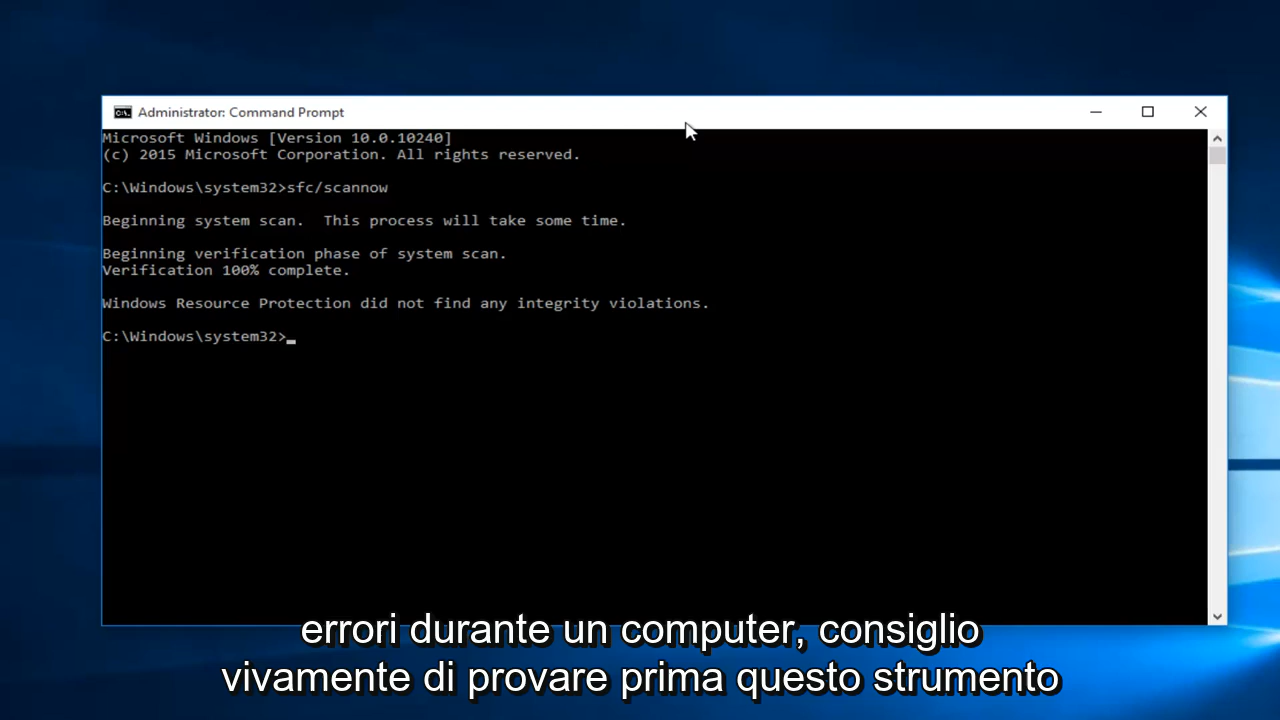 Administrator: Command Prompt
Microsoft Windows [Version 10.0.10240]
(c) 2015 Microsoft Corporation. All rights reserved.
C:\Windows\system32>sfc/scannow
Beginning system scan.  This process will take some time.
Beginning verification phase of system scan.
Verification 100% complete.
Windows Resource Protection did not find any integrity violations.
C:\Windows\system32>_
errori durante un computer, consiglio
vivamente di provare prima questo strumento